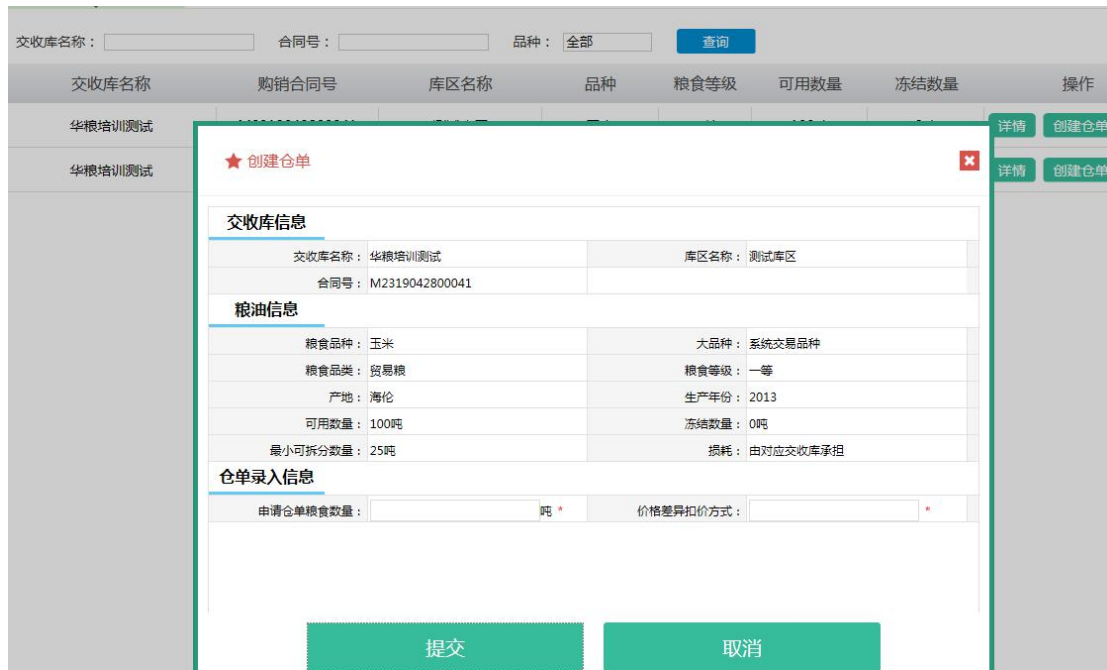 交收库名称： 合同号： 品种： 全部 查询
交收库名称 购销合同号 库区名称 品种 粮食等级 可用数量 冻结数量 操作
华粮培训测试 详情 创建仓单
华粮培训测试 详情 创建仓单
★ 创建仓单
交收库信息
交收库名称： 华粮培训测试 库区名称： 测试库区
合同号： M2319042800041
粮油信息
粮食品种： 玉米 大品种： 系统交易品种
粮食品类： 贸易粮 粮食等级： 一等
产地： 海伦 生产年份： 2013
可用数量： 100吨 冻结数量： 0吨
最小可拆分数量： 25吨 损耗： 由对应交收库承担
仓单录入信息
申请仓单粮食数量： 吨 * 价格差异扣价方式： *
提交 取消